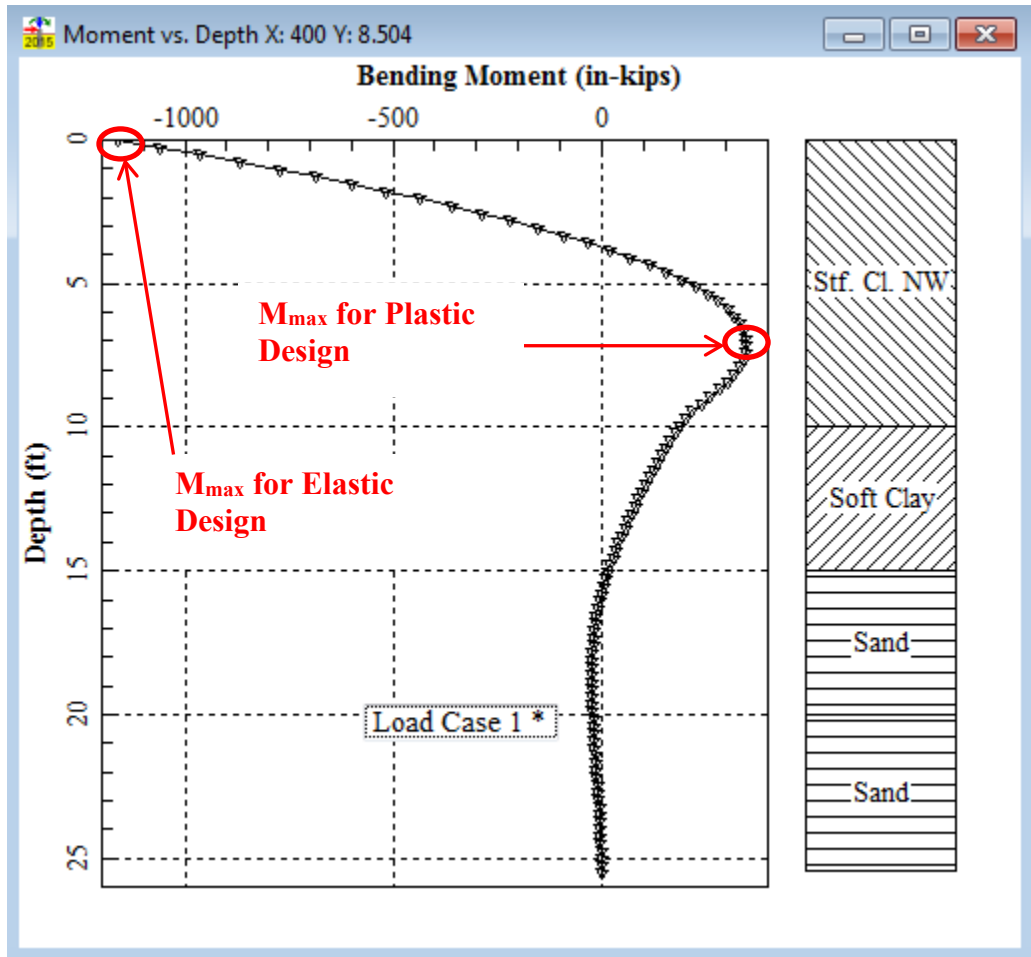 2015 Moment vs. Depth X: 400 Y: 8.504
Bending Moment (in-kips)
-1000 -500 0
0
5
10
15
20
25
Depth (ft)
Mmax for Plastic
Design
Mmax for Elastic
Design
Load Case 1 *
Stf. Cl. NW
Soft Clay
Sand
Sand